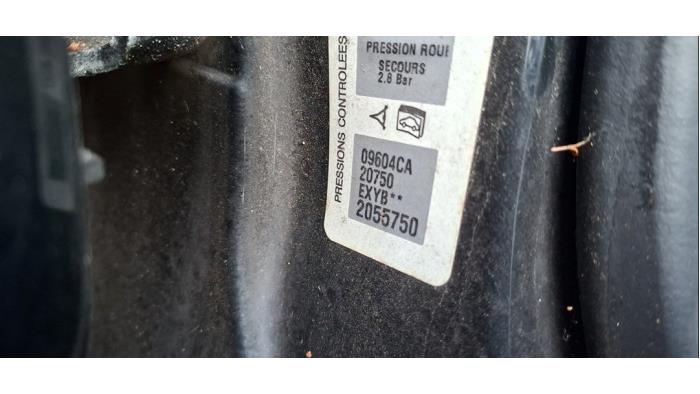 PRESSION ROUE
SECOURS
2.8 Bar
PRESSIONS CONTROLEES
09604CA
20750
EXYB**
2055750